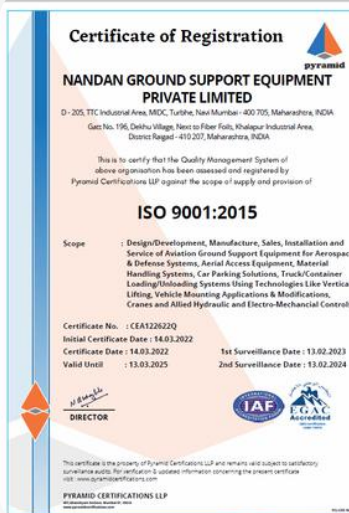 Certificate of Registration
pyramid
NANDAN GROUND SUPPORT EQUIPMENT
PRIVATE LIMITED
D - 205, TTC Industrial Area, MIDC, Turbhe, Navi Mumbai - 400 705, Maharashtra, INDIA
Gatt No. 196, Dekhu Village, Next to Fiber Foils, Khalapur Industrial Area,
District Raigad - 410 207, Maharashtra, INDIA
This is to certify that the Quality Management System of
above organisation has been assessed and registered by
Pyramid Certifications LLP against the scope of supply and provision of
ISO 9001:2015
Scope : Design/Development, Manufacture, Sales, Installation and
Service of Aviation Ground Support Equipment for Aerospac
& Defense Systems, Aerial Access Equipment, Material
Handling Systems, Car Parking Solutions, Truck/Container
Loading/Unloading Systems Using Technologies Like Vertica
Lifting, Vehicle Mounting Applications & Modifications,
Cranes and Allied Hydraulic and Electro-Mechancial Control
Certificate No. : CEA122622Q
Initial Certificate Date : 14.03.2022
Certificate Date : 14.03.2022 1st Surveillance Date : 13.02.2023
Valid Until : 13.03.2025 2nd Surveillance Date : 13.02.2024
DIRECTOR
IAF
EGAC
Accredited
This certificate is the property of Pyramid Certifications LLP and remains valid subject to satisfactory
surveillance audits. For verification & updated information concerning the present certificate
visit : www.pyramidcertifications.com
PYRAMID CERTIFICATIONS LLP